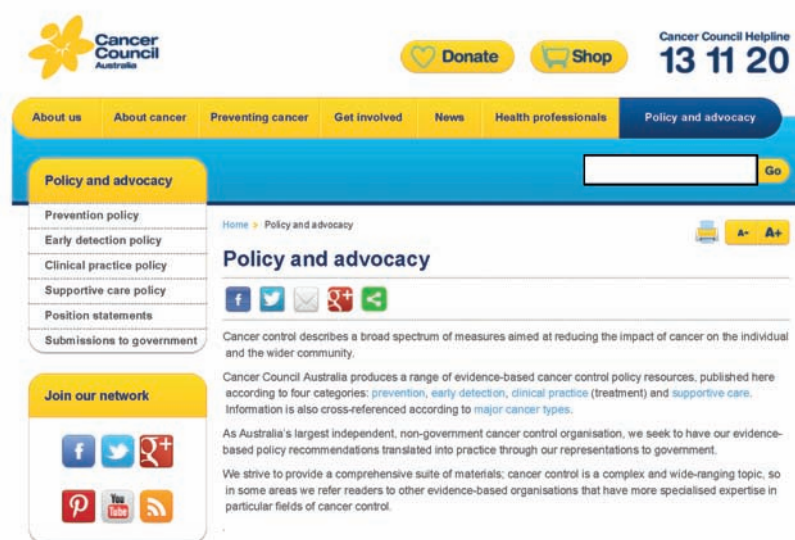 Cancer
Council
Australia
Donate
Shop
Cancer Council Helpline
13 11 20
About us
About cancer
Preventing cancer
Get involved
News
Health professionals
Policy and advocacy
Go
Policy and advocacy
Prevention policy
Early detection policy
Clinical practice policy
Supportive care policy
Position statements
Submissions to government
Join our network
You
Tube
Home > Policy and advocacy
A- A+
Policy and advocacy
Cancer control describes a broad spectrum of measures aimed at reducing the impact of cancer on the individual
and the wider community.
Cancer Council Australia produces a range of evidence-based cancer control policy resources, published here
according to four categories: prevention, early detection, clinical practice (treatment) and supportive care.
Information is also cross-referenced according to major cancer types.
As Australia's largest independent, non-government cancer control organisation, we seek to have our evidence-
based policy recommendations translated into practice through our representations to government.
We strive to provide a comprehensive suite of materials; cancer control is a complex and wide-ranging topic, so
in some areas we refer readers to other evidence-based organisations that have more specialised expertise in
particular fields of cancer control.
.